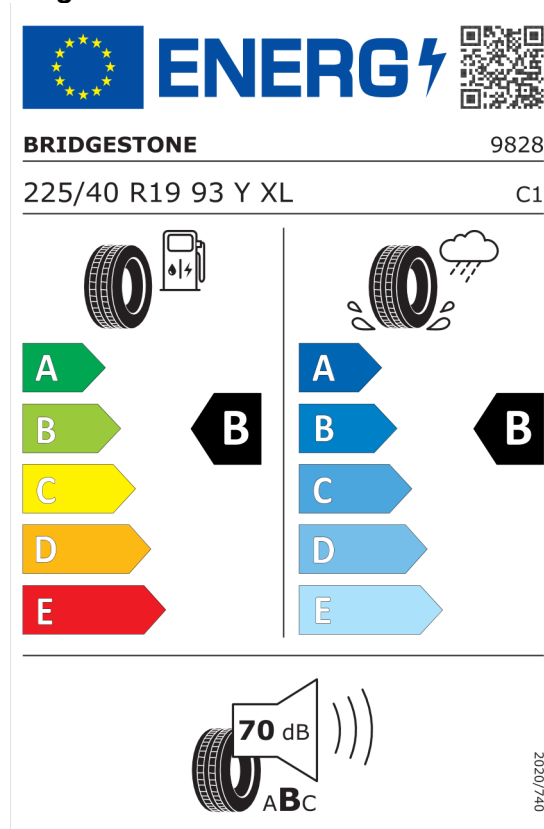 ENERG
BRIDGESTONE 9828
225/40 R19 93 Y XL C1
A A
B B B B
C C
D D
E E
70 dB
ABC
2020/740